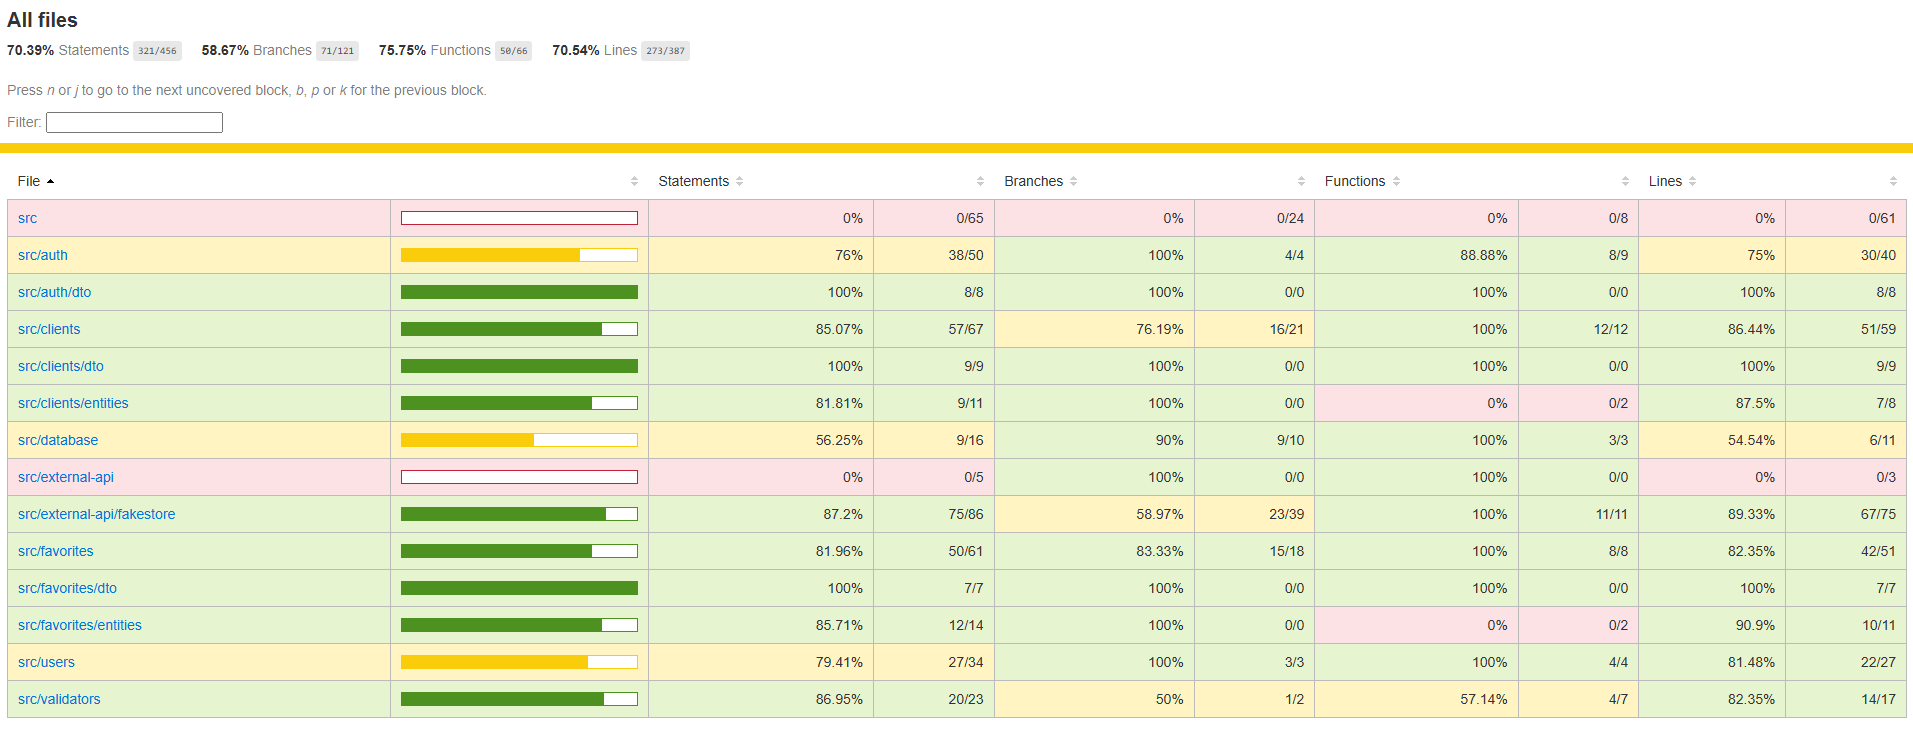 All files
70.39% Statements 321/456 58.67% Branches 71/121 75.75% Functions 50/66 70.54% Lines 273/387
Press n or j to go to the next uncovered block, b, p or k for the previous block.
Filter:
File Statements Branches Functions Lines
src 0% 0/65 0% 0/24 0% 0/8 0% 0/61
src/auth 76% 38/50 100% 4/4 88.88% 8/9 75% 30/40
src/auth/dto 100% 8/8 100% 0/0 100% 0/0 100% 8/8
src/clients 85.07% 57/67 76.19% 16/21 100% 12/12 86.44% 51/59
src/clients/dto 100% 9/9 100% 0/0 100% 0/0 100% 9/9
src/clients/entities 81.81% 9/11 100% 0/0 0% 0/2 87.5% 7/8
src/database 56.25% 9/16 90% 9/10 100% 3/3 54.54% 6/11
src/external-api 0% 0/5 100% 0/0 100% 0/0 0% 0/3
src/external-api/fakestore 87.2% 75/86 58.97% 23/39 100% 11/11 89.33% 67/75
src/favorites 81.96% 50/61 83.33% 15/18 100% 8/8 82.35% 42/51
src/favorites/dto 100% 7/7 100% 0/0 100% 0/0 100% 7/7
src/favorites/entities 85.71% 12/14 100% 0/0 0% 0/2 90.9% 10/11
src/users 79.41% 27/34 100% 3/3 100% 4/4 81.48% 22/27
src/validators 86.95% 20/23 50% 1/2 57.14% 4/7 82.35% 14/17